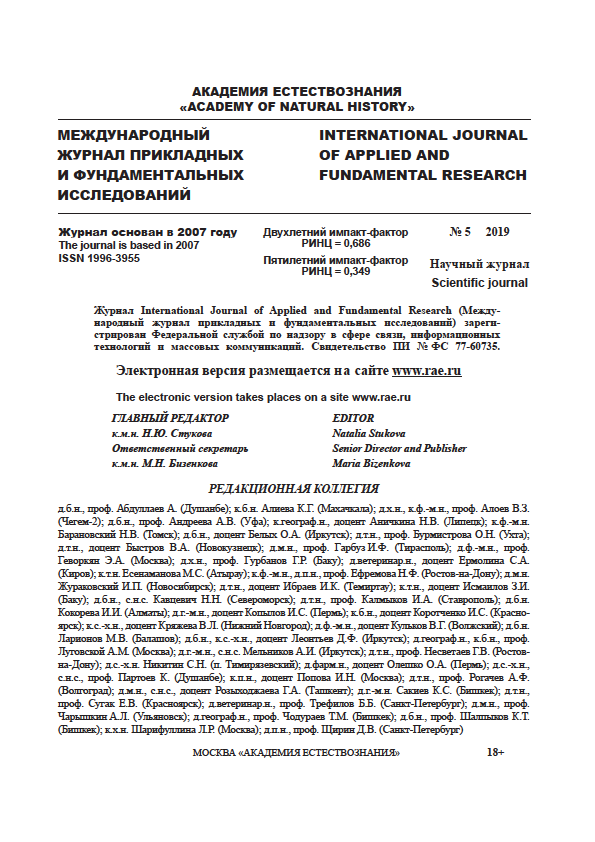 АКАДЕМИЯ ЕСТЕСТВОЗНАНИЯ
«ACADEMY OF NATURAL HISTORY»
МЕЖДУНАРОДНЫЙ
ЖУРНАЛ ПРИКЛАДНЫХ
И ФУНДАМЕНТАЛЬНЫХ
ИССЛЕДОВАНИЙ
INTERNATIONAL JOURNAL
OF APPLIED AND
FUNDAMENTAL RESEARCH
Журнал основан в 2007 году
The journal is based in 2007
ISSN 1996-3955
Двухлетний импакт-фактор
РИНЦ = 0,686
Пятилетний импакт-фактор
РИНЦ = 0,349
№ 5 2019
Научный журнал
Scientific journal
Журнал International Journal of Applied and Fundamental Research (Между-
народный журнал прикладных и фундаментальных исследований) зареги-
стрирован Федеральной службой по надзору в сфере связи, информационных
технологий и массовых коммуникаций. Свидетельство ПИ № ФС 77-60735.
Электронная версия размещается на сайте www.rae.ru
The electronic version takes places on a site www.rae.ru
ГЛАВНЫЙ РЕДАКТОР
к.м.н. Н.Ю. Стукова
Ответственный секретарь
к.м.н. М.Н. Бизенкова
EDITOR
Natalia Stukova
Senior Director and Publisher
Maria Bizenkova
РЕДАКЦИОННАЯ КОЛЛЕГИЯ
д.б.н., проф. Абдуллаев А. (Душанбе); к.б.н. Алиева К.Г. (Махачкала); д.х.н., к.ф.-м.н., проф. Алоев В.З.
(Чегем-2); д.б.н., проф. Андреева А.В. (Уфа); к.географ.н., доцент Аничкина Н.В. (Липецк); к.ф.-м.н.
Барановский Н.В. (Томск); д.б.н., доцент Белых О.А. (Иркутск); д.т.н., проф. Бурмистрова О.Н. (Ухта);
д.т.н., доцент Быстров В.А. (Новокузнецк); д.м.н., проф. Гарбуз И.Ф. (Тирасполь); д.ф.-м.н., проф.
Геворкян Э.А. (Москва); д.х.н., проф. Гурбанов Г.Р. (Баку); д.ветеринар.н., доцент Ермолина С.А.
(Киров); к.т.н. Есенаманова М.С. (Атырау); к.ф.-м.н., д.п.н., проф. Ефремова Н.Ф. (Ростов-на-Дону); д.м.н.
Жураковский И.П. (Новосибирск); д.т.н., доцент Ибраев И.К. (Темиртау); к.т.н., доцент Исмаилов З.И.
(Баку); д.б.н., с.н.с. Кавцевич Н.Н. (Североморск); д.т.н., проф. Калмыков И.А. (Ставрополь); д.б.н.
Кокорева И.И. (Алматы); д.г.-м.н., доцент Копылов И.С. (Пермь); к.б.н., доцент Коротченко И.С. (Красно-
ярск); к.с.-х.н., доцент Кряжева В.Л. (Нижний Новгород); д.ф.-м.н., доцент Кульков В.Г. (Волжский); д.б.н.
Ларионов М.В. (Балашов); д.б.н., к.с.-х.н., доцент Леонтьев Д.Ф. (Иркутск); д.географ.н., к.б.н., проф.
Луговской А.М. (Москва); д.г.-м.н., с.н.с. Мельников А.И. (Иркутск); д.т.н., проф. Несветаев Г.В. (Ростов-
на-Дону); д.с.-х.н. Никитин С.Н. (п. Тимирязевский); д.фарм.н., доцент Олешко О.А. (Пермь); д.с.-х.н.,
с.н.с., проф. Партоев К. (Душанбе); к.п.н., доцент Попова И.Н. (Москва); д.т.н., проф. Рогачев А.Ф.
(Волгоград); д.м.н., с.н.с., доцент Розыходжаева Г.А. (Ташкент); д.г-м.н. Сакиев К.С. (Бишкек); д.т.н.,
проф. Сугак Е.В. (Красноярск); д.ветеринар.н., проф. Трефилов Б.Б. (Санкт-Петербург); д.м.н., проф.
Чарышкин А.Л. (Ульяновск); д.географ.н., проф. Чодураев Т.М. (Бишкек); д.б.н., проф. Шалпыков К.Т.
(Бишкек); к.х.н. Шарифуллина Л.Р. (Москва); д.п.н., проф. Щирин Д.В. (Санкт-Петербург)
МОСКВА «АКАДЕМИЯ ЕСТЕСТВОЗНАНИЯ»
18+